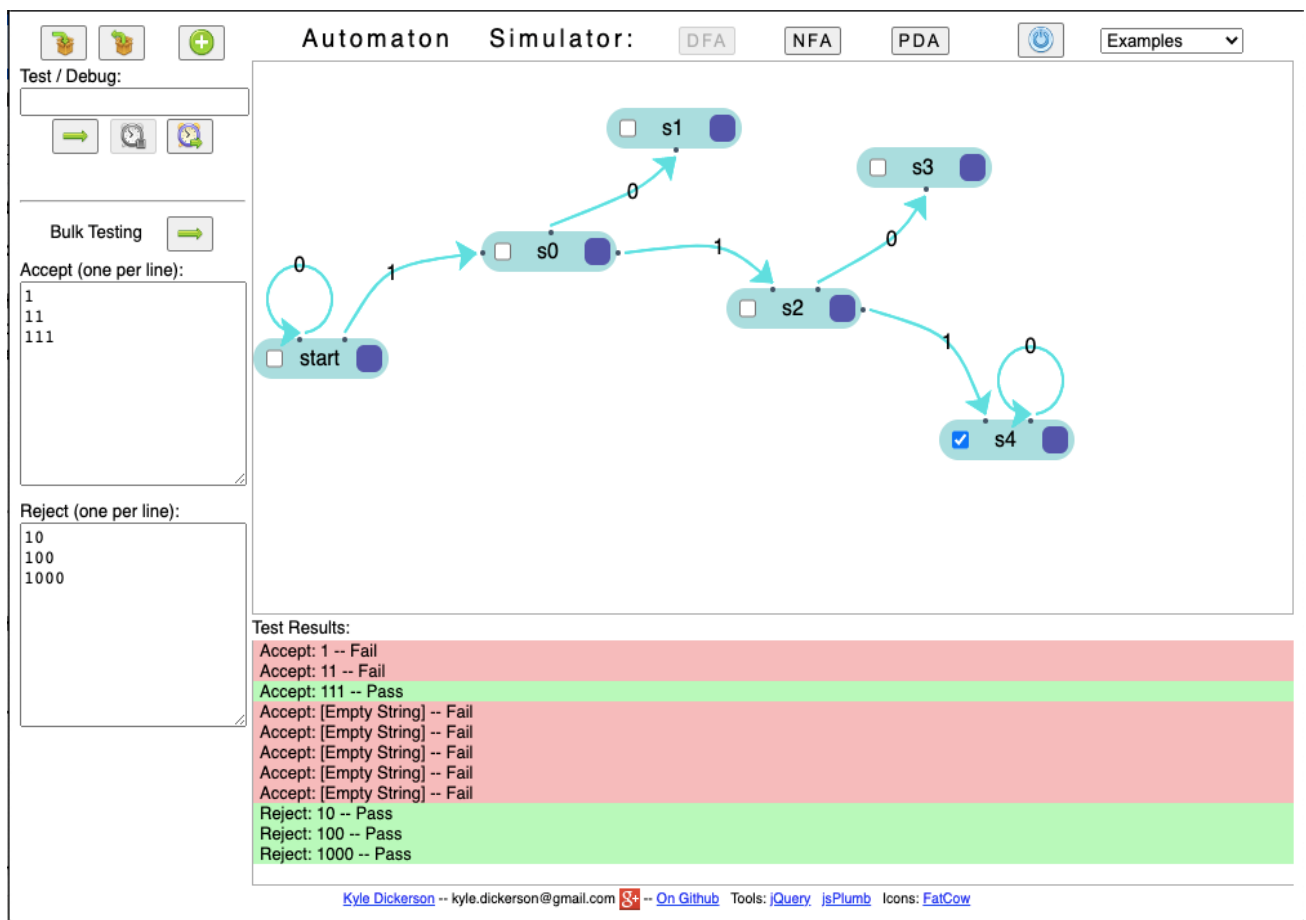 Automaton Simulator: DFA NFA PDA Examples
Test / Debug:
Bulk Testing
Accept (one per line):
1
11
111
Reject (one per line):
10
100
1000
s1
0
s3
s0
1
0
0
1
s2
start
1
0
s4
Test Results:
Accept: 1 -- Fail
Accept: 11 -- Fail
Accept: 111 -- Pass
Accept: [Empty String] -- Fail
Accept: [Empty String] -- Fail
Accept: [Empty String] -- Fail
Accept: [Empty String] -- Fail
Accept: [Empty String] -- Fail
Reject: 10 -- Pass
Reject: 100 -- Pass
Reject: 1000 -- Pass
Kyle Dickerson -- kyle.dickerson@gmail.com g+ -- On Github Tools: jQuery jsPlumb Icons: FatCow